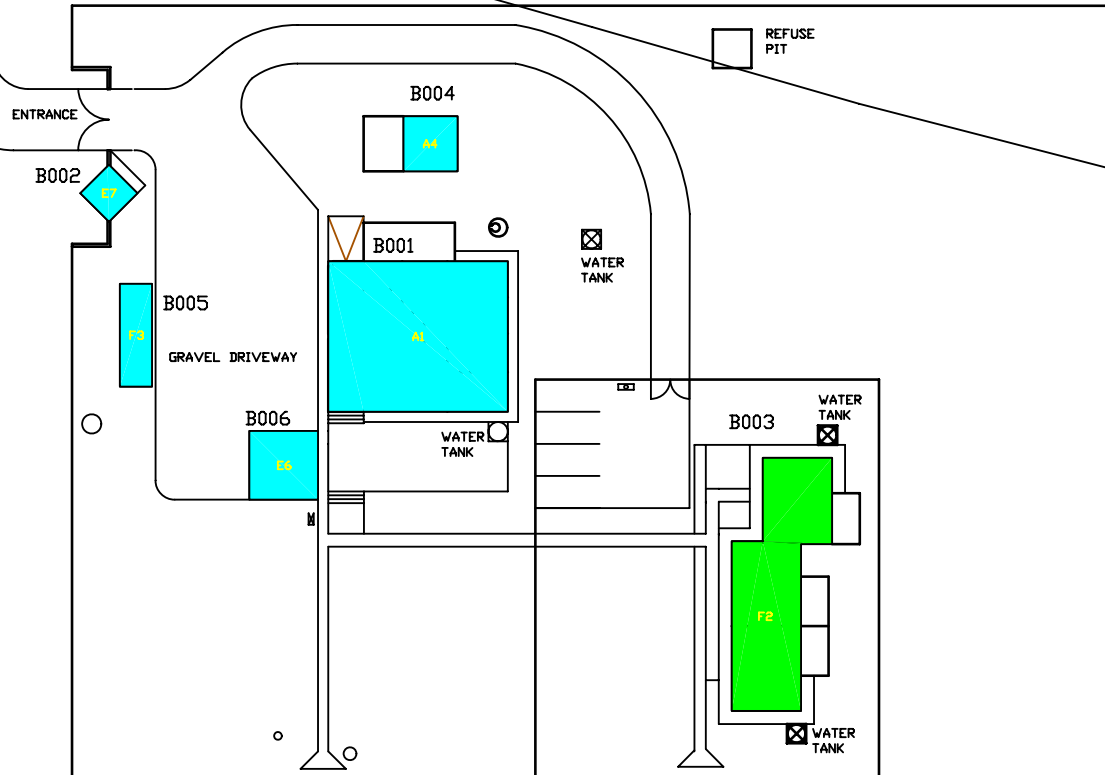 REFUSE
PIT
B004
ENTRANCE
A4
B002
E7
B001
WATER
TANK
B005
F3
A1
GRAVEL DRIVEWAY
WATER
TANK
B006
B003
WATER
TANK
E6
F2
WATER
TANK